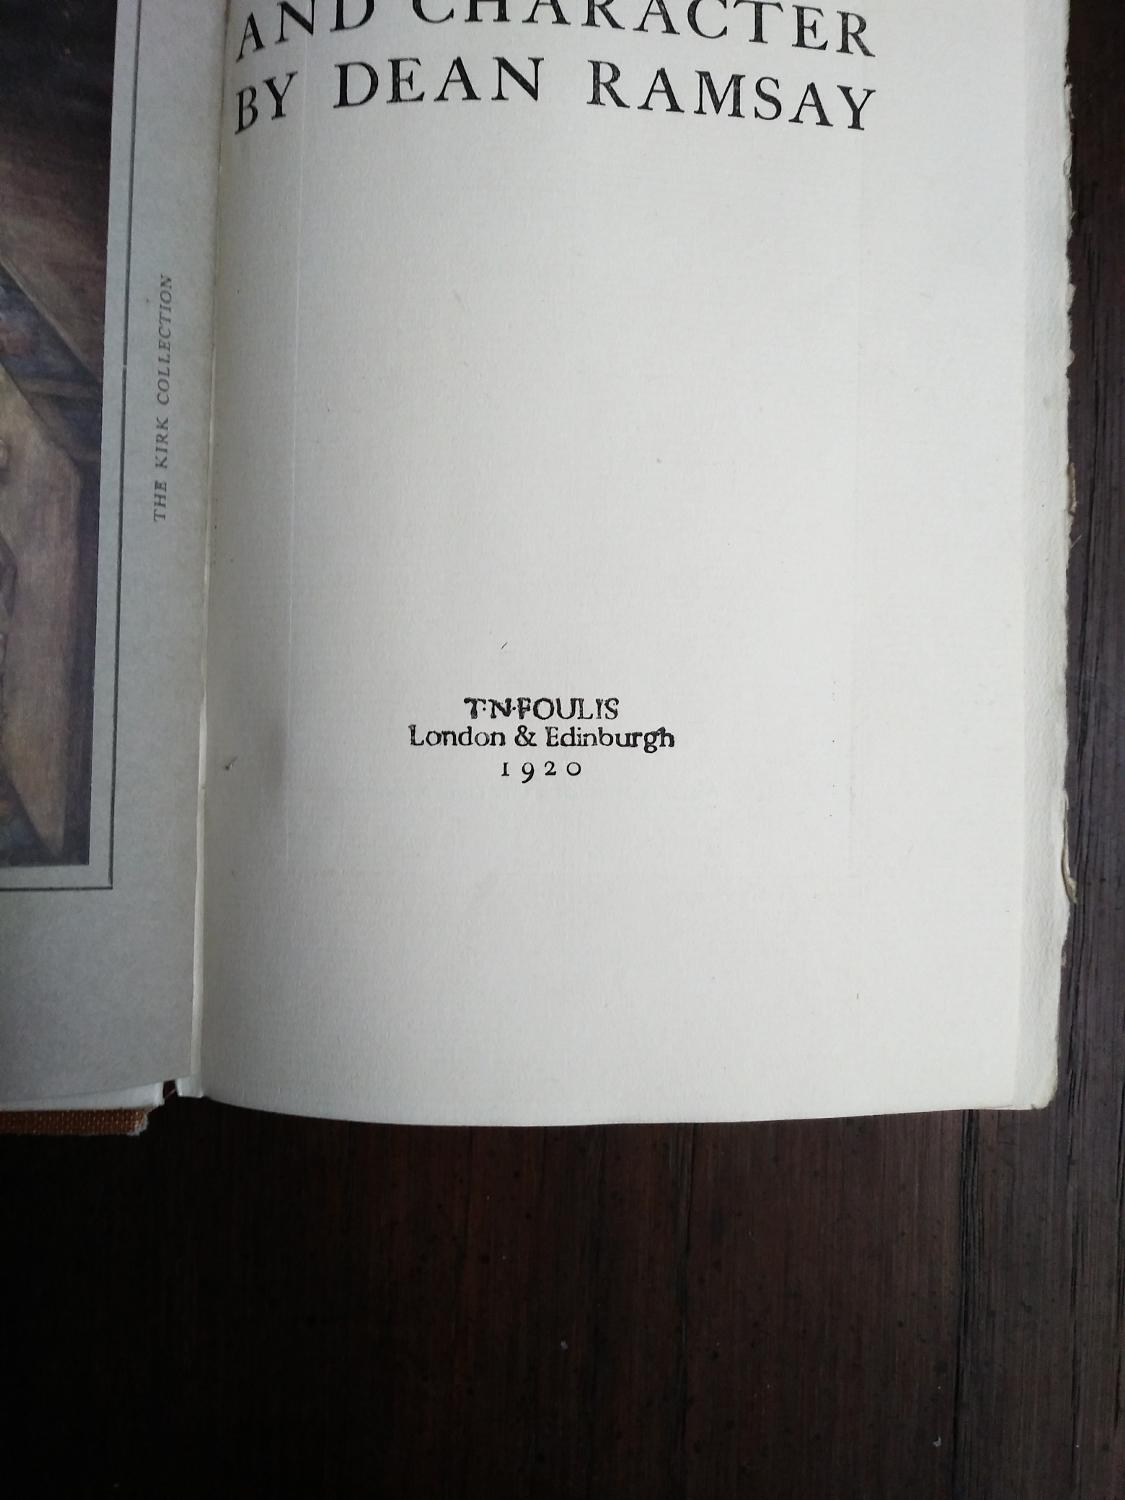 THE KIRK COLLECTION
AND CHARACTER
BY DEAN RAMSAY
T·N·FOULIS
London & Edinburgh
1920